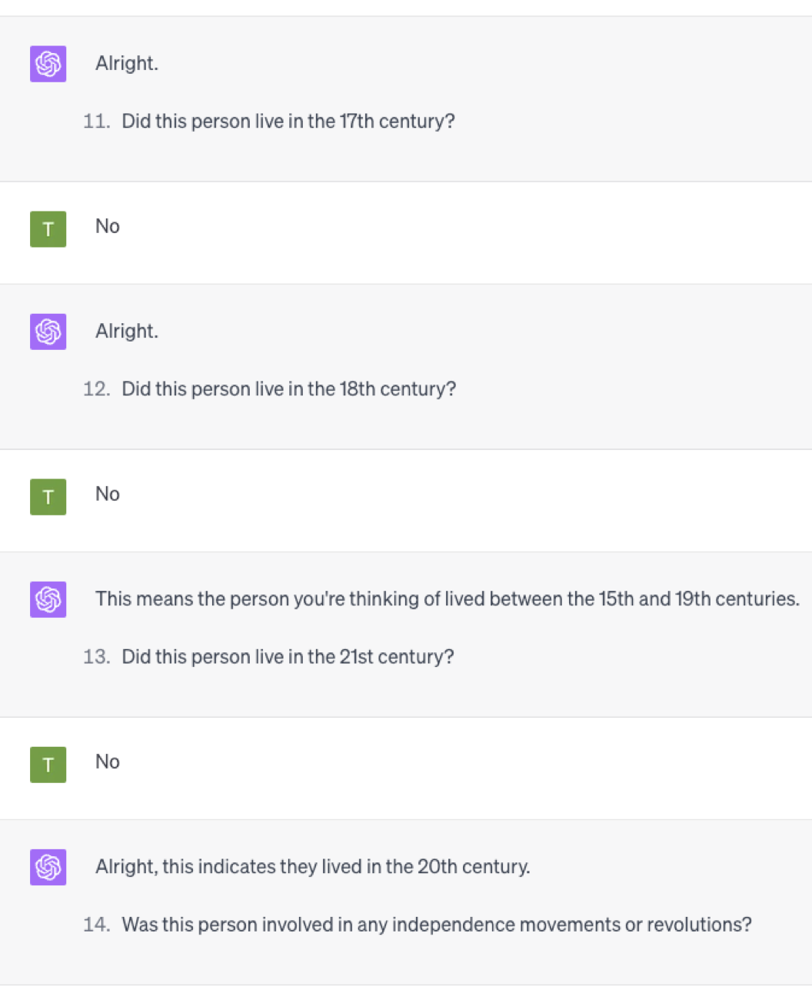 Alright.
11. Did this person live in the 17th century?
T No
Alright.
12. Did this person live in the 18th century?
T No
This means the person you're thinking of lived between the 15th and 19th centuries.
13. Did this person live in the 21st century?
T No
Alright, this indicates they lived in the 20th century.
14. Was this person involved in any independence movements or revolutions?